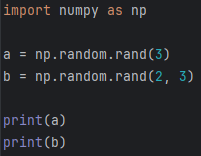 import numpy as np
a = np.random.rand(3)
b = np.random.rand(2, 3)
print(a)
print(b)